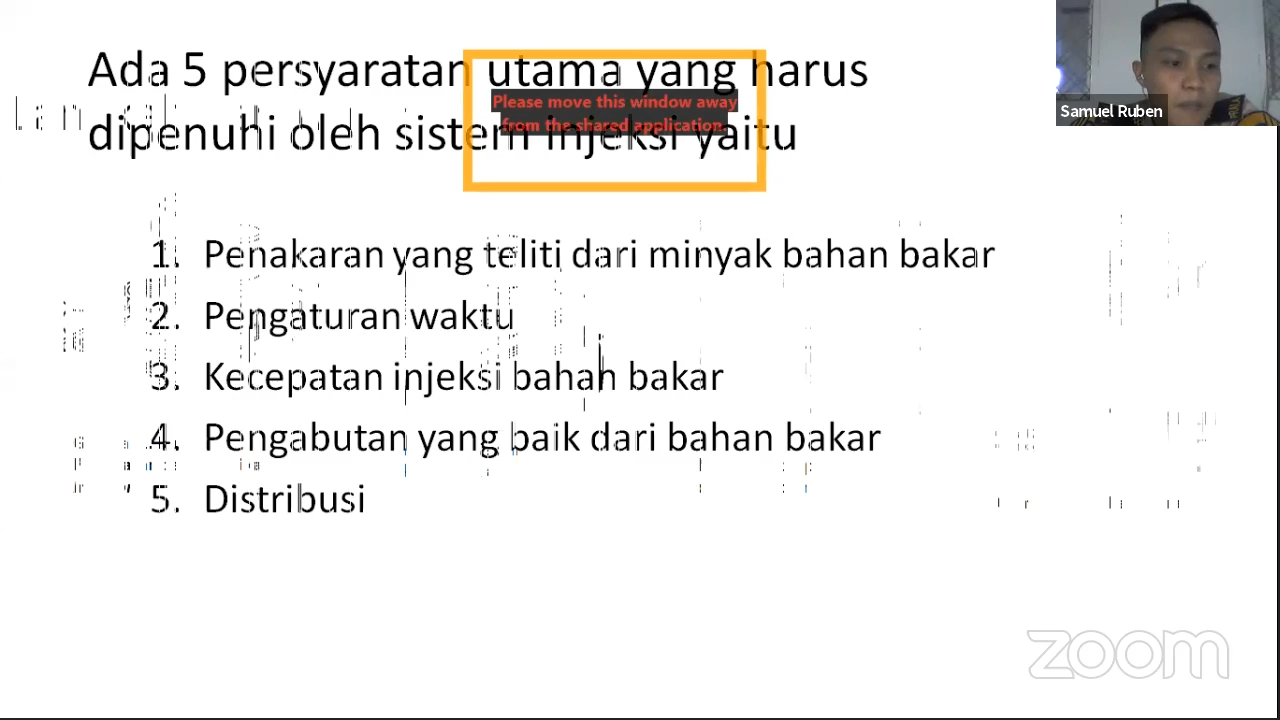 Ada 5 persyaratan utama yang harus
dipenuhi oleh sistem injeksi yaitu
Please move this window away
from the shared application.
Samuel Ruben
1. Penakaran yang teliti dari minyak bahan bakar
2. Pengaturan waktu
3. Kecepatan injeksi bahan bakar
4. Pengabutan yang baik dari bahan bakar
5. Distribusi
zoom